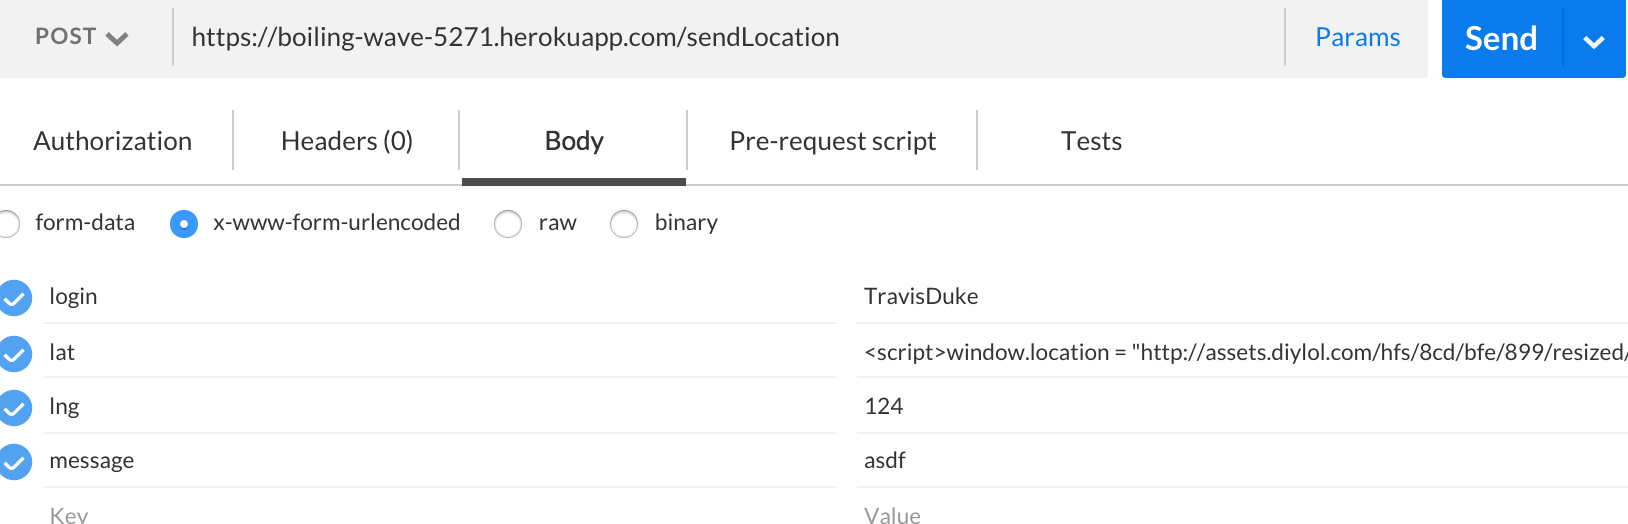 POST https://boiling-wave-5271.herokuapp.com/sendLocation Params Send
Authorization Headers (0) Body Pre-request script Tests
form-data x-www-form-urlencoded raw binary
login TravisDuke
lat <script>window.location = "http://assets.diylol.com/hfs/8cd/bfe/899/resized/
lng 124
message asdf
Key Value